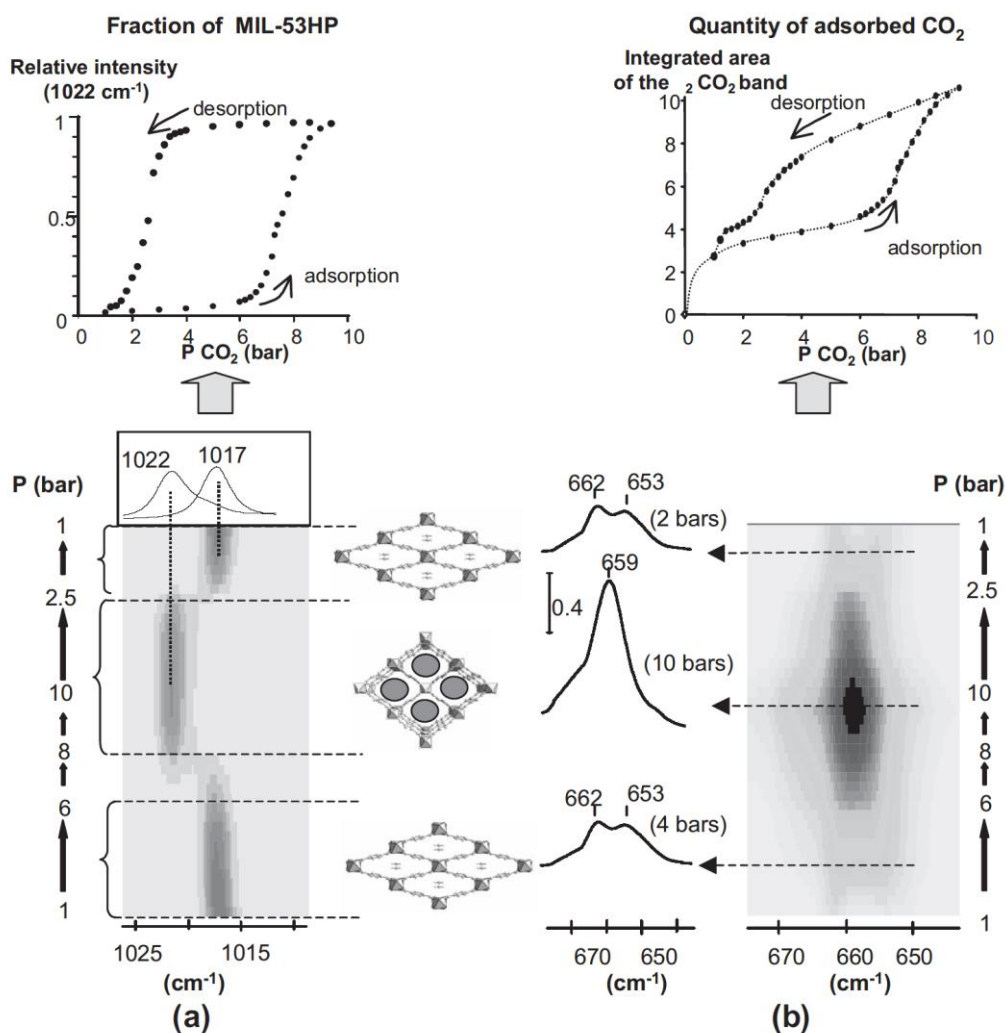 Fraction of MIL-53HP
Relative intensity
(1022 cm-1)
desorption
1
0.5
0
adsorption
0 2 4 6 8 10
P CO2 (bar)
Quantity of adsorbed CO2
Integrated area
of the 2 CO2 band
desorption
10
8
6
4
2
0
adsorption
0 2 4 6 8 10
P CO2 (bar)
1022 1017
P (bar)
1
2.5
10
8
6
1
1025 1015
(cm-1)
(a)
662 653
(2 bars)
659
0.4
(10 bars)
662 653
(4 bars)
670 650
(cm-1)
P (bar)
1
2.5
10
8
6
1
670 660 650
(cm-1)
(b)